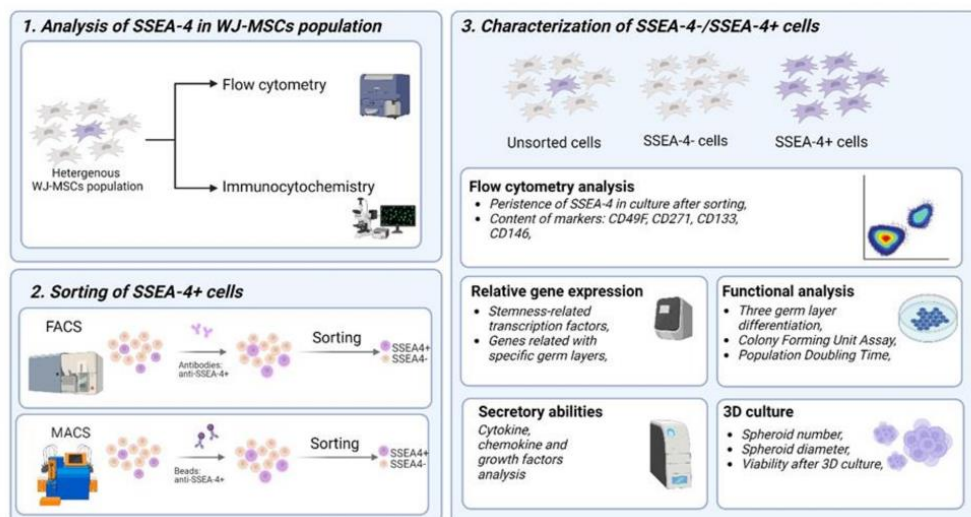 1. Analysis of SSEA-4 in WJ-MSCs population
Flow cytometry
Hetergenous
WJ-MSCs population
Immunocytochemistry
2. Sorting of SSEA-4+ cells
FACS
Antibodies:
anti-SSEA-4+
Sorting
SSEA4+
SSEA4-
MACS
Beads:
anti-SSEA-4+
Sorting
SSEA4+
SSEA4-
3. Characterization of SSEA-4-/SSEA-4+ cells
Unsorted cells
SSEA-4- cells
SSEA-4+ cells
Flow cytometry analysis
• Peristence of SSEA-4 in culture after sorting,
• Content of markers: CD49F, CD271, CD133,
CD146,
Relative gene expression
• Stemness-related
transcription factors,
• Genes related with
specific germ layers,
Functional analysis
• Three germ layer
differentiation,
• Colony Forming Unit Assay,
• Population Doubling Time,
Secretory abilities
Cytokine,
chemokine and
growth factors
analysis
3D culture
• Spheroid number,
• Spheroid diameter,
• Viability after 3D culture,